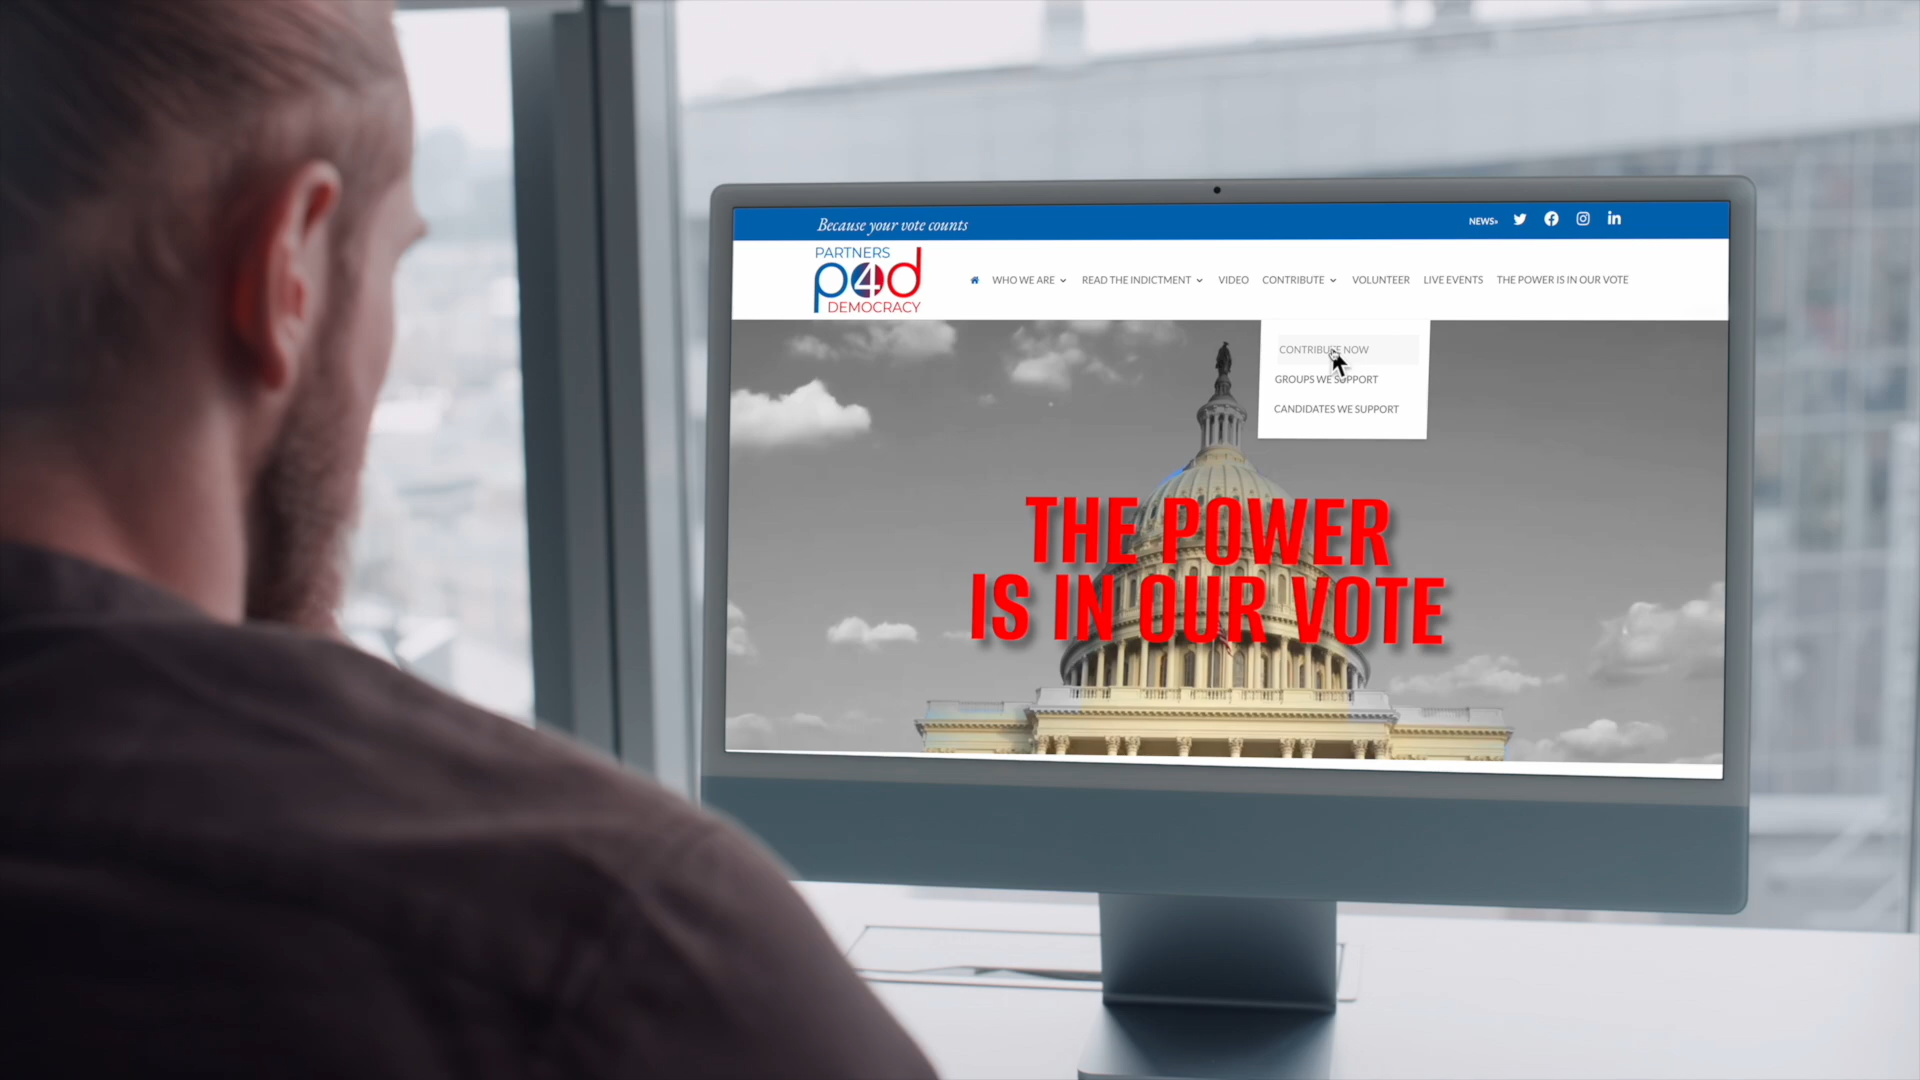 Because your vote counts
NEWS»
PARTNERS
p4d
DEMOCRACY
WHO WE ARE
READ THE INDICTMENT
VIDEO
CONTRIBUTE
VOLUNTEER
LIVE EVENTS
THE POWER IS IN OUR VOTE
CONTRIBUTE NOW
GROUPS WE SUPPORT
CANDIDATES WE SUPPORT
THE POWER
IS IN OUR VOTE